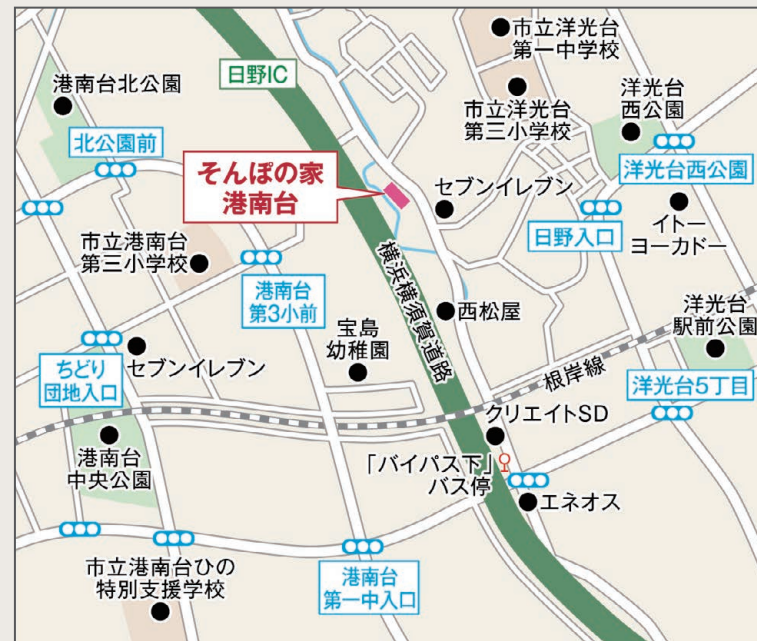 市立洋光台
第一中学校
港南台北公園
日野IC
市立洋光台
第三小学校
洋光台
西公園
北公園前
そんぽの家
港南台
セブンイレブン
洋光台西公園
日野入口
イトー
ヨーカドー
市立港南台
第三小学校
港南台
第3小前
横浜横須賀道路
西松屋
宝島
幼稚園
洋光台
駅前公園
ちどり
団地入口
セブンイレブン
根岸線
洋光台5丁目
クリエイトSD
港南台
中央公園
「バイパス下」
バス停
エネオス
市立港南台ひの
特別支援学校
港南台
第一中入口